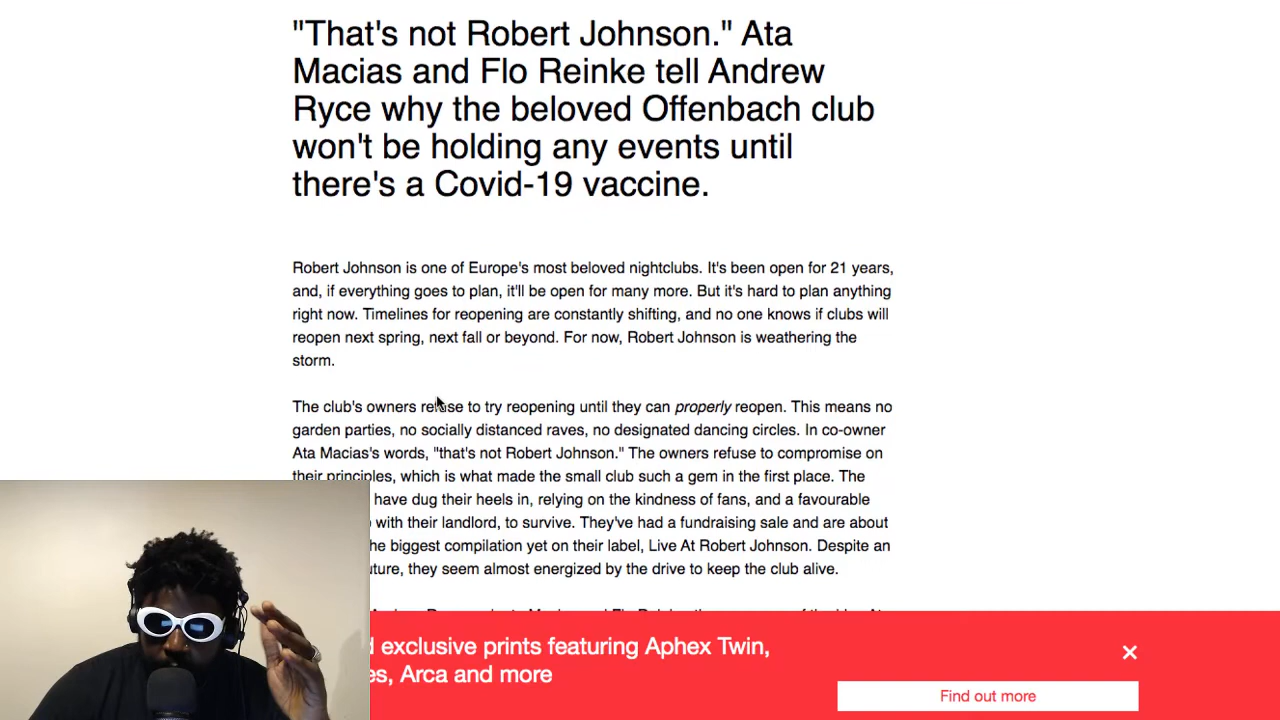 "That's not Robert Johnson." Ata
Macias and Flo Reinke tell Andrew
Ryce why the beloved Offenbach club
won't be holding any events until
there's a Covid-19 vaccine.
Robert Johnson is one of Europe's most beloved nightclubs. It's been open for 21 years,
and, if everything goes to plan, it'll be open for many more. But it's hard to plan anything
right now. Timelines for reopening are constantly shifting, and no one knows if clubs will
reopen next spring, next fall or beyond. For now, Robert Johnson is weathering the
storm.
The club's owners refuse to try reopening until they can properly reopen. This means no
garden parties, no socially distanced raves, no designated dancing circles. In co-owner
Ata Macias's words, "that's not Robert Johnson." The owners refuse to compromise on
their principles, which is what made the small club such a gem in the first place. The
have dug their heels in, relying on the kindness of fans, and a favourable
with their landlord, to survive. They've had a fundraising sale and are about
the biggest compilation yet on their label, Live At Robert Johnson. Despite an
future, they seem almost energized by the drive to keep the club alive.
exclusive prints featuring Aphex Twin,
Arca and more
Find out more